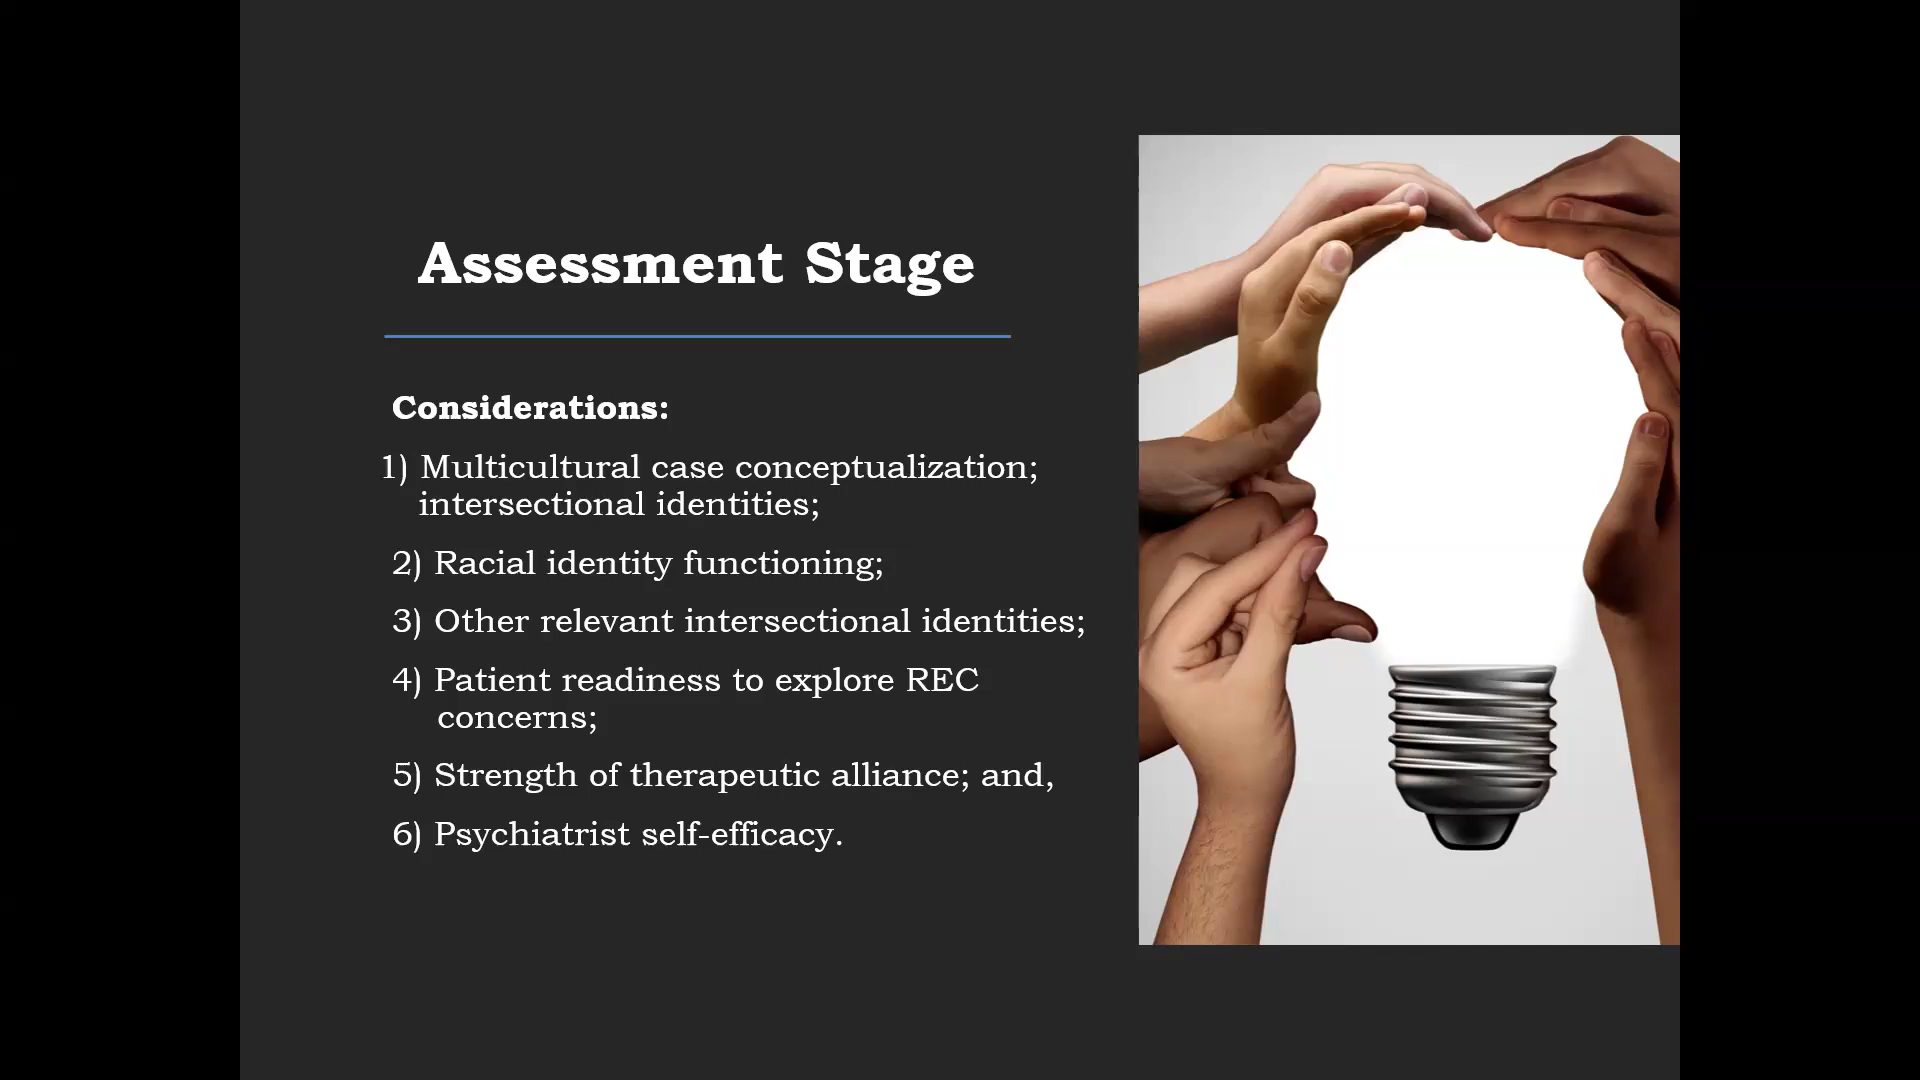 Assessment Stage
Considerations:
1) Multicultural case conceptualization;
intersectional identities;
2) Racial identity functioning;
3) Other relevant intersectional identities;
4) Patient readiness to explore REC
concerns;
5) Strength of therapeutic alliance; and,
6) Psychiatrist self-efficacy.